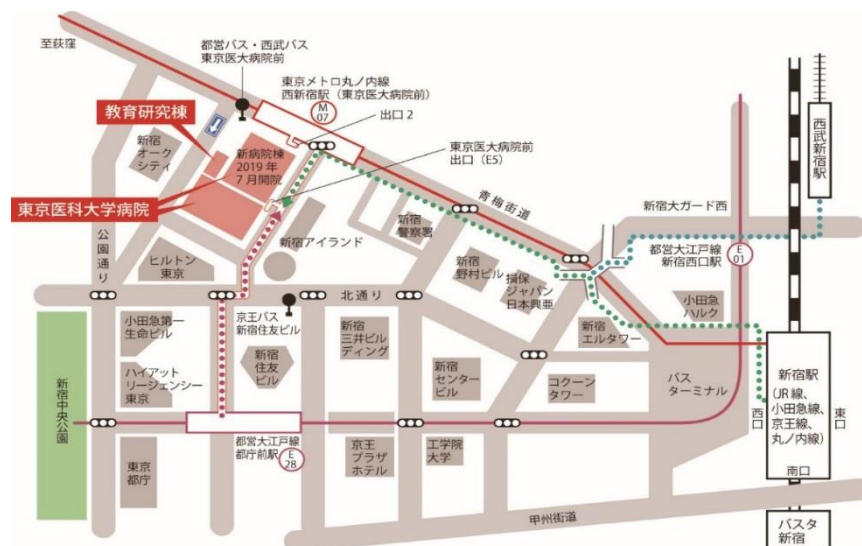 至荻窪
都営バス・西武バス
東京医大病院前
東京メトロ丸ノ内線
西新宿駅（東京医大病院前）
M
07
出口2
教育研究棟
新宿
オーク
シティ
新病院棟
2019年
7月開院
東京医大病院前
出口（E5）
西武新宿駅
東京医科大学病院
青梅街道
新宿大ガード西
公園通り
ヒルトン
東京
新宿アイランド
新宿
警察署
新宿
野村ビル
損保
ジャパン
日本興亜
都営大江戸線
新宿西口駅
E
01
北通り
小田急
ハルク
小田急第一
生命ビル
京王バス
新宿住友ビル
新宿
三井ビル
ディング
新宿
エルタワー
新宿中央公園
ハイアット
リージェンシー
東京
新宿
住友
ビル
新宿
センター
ビル
コクーン
タワー
バス
ターミナル
西口
新宿駅
（JR線、
小田急線、
京王線、
丸ノ内線）
東口
南口
東京
都庁
都営大江戸線
都庁前駅
E
28
京王
プラザ
ホテル
工学院
大学
甲州街道
バスタ
新宿